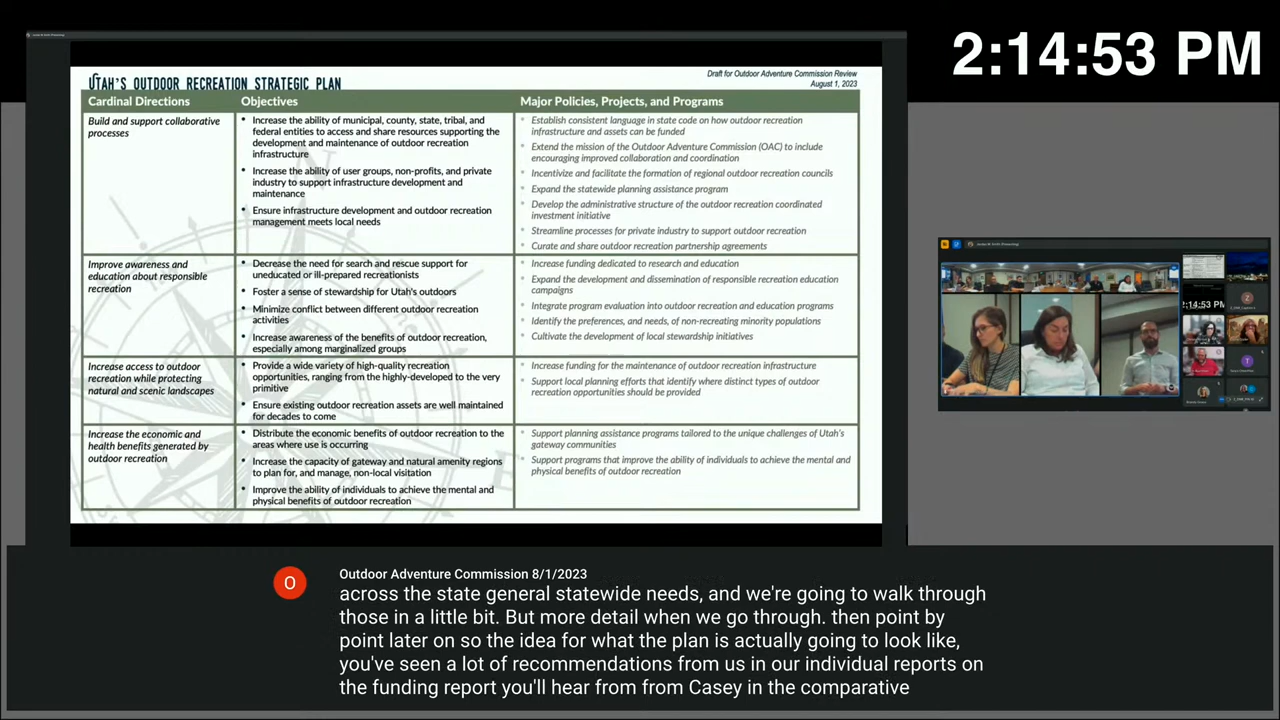 2:14:53 PM
UTAH'S OUTDOOR RECREATION STRATEGIC PLAN
Draft for Outdoor Adventure Commission Review
August 1, 2023
Cardinal Directions
Objectives
Major Policies, Projects, and Programs
Build and support collaborative
processes
• Increase the ability of municipal, county, state, tribal, and
federal entities to access and share resources supporting the
development and maintenance of outdoor recreation
infrastructure
• Increase the ability of user groups, non-profits, and private
industry to support infrastructure development and
maintenance
• Ensure infrastructure development and outdoor recreation
management meets local needs
• Establish consistent language in state code on how outdoor recreation
infrastructure and assets can be funded
• Extend the mission of the Outdoor Adventure Commission (OAC) to include
encouraging improved collaboration and coordination
• Incentivize and facilitate the formation of regional outdoor recreation councils
• Expand the statewide planning assistance program
• Develop the administrative structure of the outdoor recreation coordinated
investment initiative
• Streamline processes for private industry to support outdoor recreation
• Curate and share outdoor recreation partnership agreements
Improve awareness and
education about responsible
recreation
• Decrease the need for search and rescue support for
uneducated or ill-prepared recreationists
• Foster a sense of stewardship for Utah's outdoors
• Minimize conflict between different outdoor recreation
activities
• Increase awareness of the benefits of outdoor recreation,
especially among marginalized groups
• Increase funding dedicated to research and education
• Expand the development and dissemination of responsible recreation education
campaigns
• Integrate program evaluation into outdoor recreation and education programs
• Identify the preferences, and needs, of non-recreating minority populations
• Cultivate the development of local stewardship initiatives
Increase access to outdoor
recreation while protecting
natural and scenic landscapes
• Provide a wide variety of high-quality recreation
opportunities, ranging from the highly-developed to the very
primitive
• Ensure existing outdoor recreation assets are well maintained
for decades to come
• Increase funding for the maintenance of outdoor recreation infrastructure
• Support local planning efforts that identify where distinct types of outdoor
recreation opportunities should be provided
Increase the economic and
health benefits generated by
outdoor recreation
• Distribute the economic benefits of outdoor recreation to the
areas where use is occurring
• Increase the capacity of gateway and natural amenity regions
to plan for, and manage, non-local visitation
• Improve the ability of individuals to achieve the mental and
physical benefits of outdoor recreation
• Support planning assistance programs tailored to the unique challenges of Utah's
gateway communities
• Support programs that improve the ability of individuals to achieve the mental and
physical benefits of outdoor recreation
2:14:53 PM
O
Outdoor Adventure Commission 8/1/2023
across the state general statewide needs, and we're going to walk through
those in a little bit. But more detail when we go through. then point by
point later on so the idea for what the plan is actually going to look like,
you've seen a lot of recommendations from us in our individual reports on
the funding report you'll hear from from Casey in the comparative